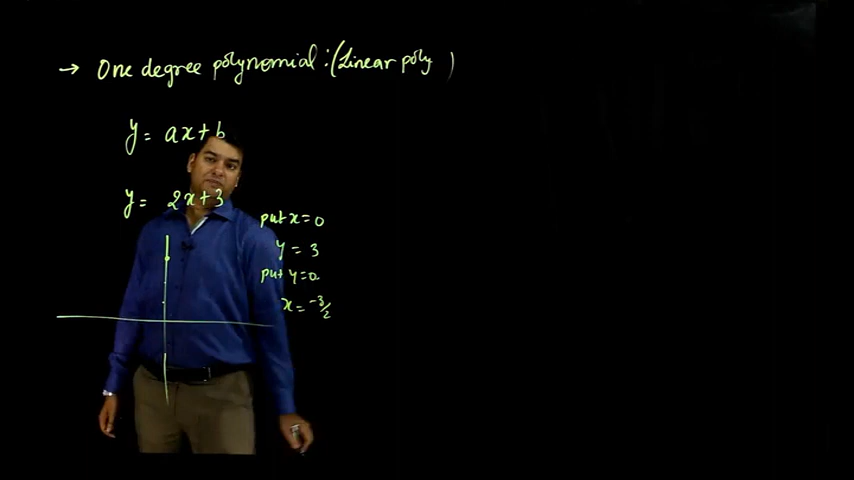 → One degree polynomial :(Linear poly )
y = ax+b
y = 2x+3
put x=0
y = 3
put y=0
x = -3/2